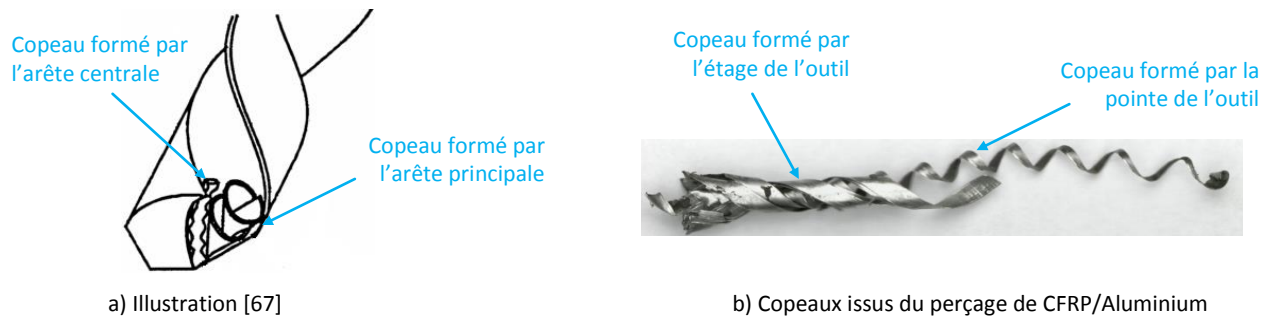 Copeau formé par
l'arête centrale
Copeau formé par
l'arête principale
a) Illustration [67]
Copeau formé par
l'étage de l'outil
Copeau formé par la
pointe de l'outil
b) Copeaux issus du perçage de CFRP/Aluminium